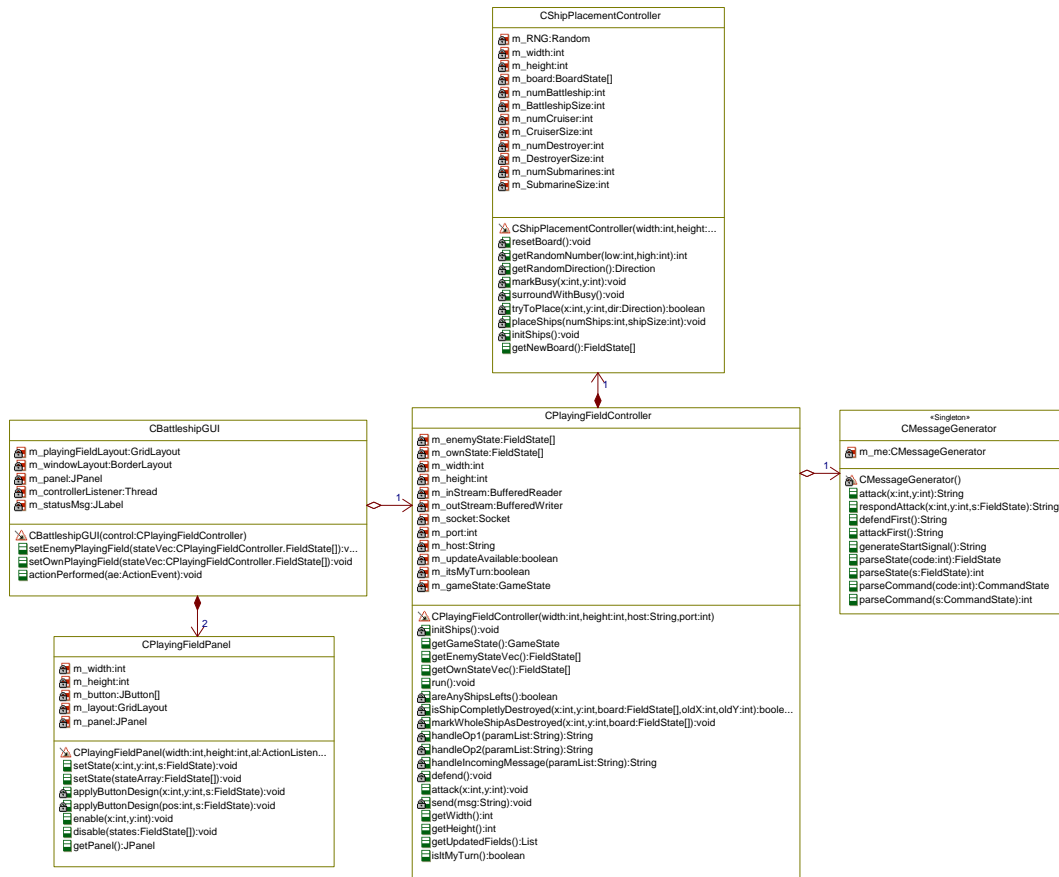 CShipPlacementController
m_RNG:Random
m_width:int
m_height:int
m_board:BoardState[]
m_numBattleship:int
m_BattleshipSize:int
m_numCruiser:int
m_CruiserSize:int
m_numDestroyer:int
m_DestroyerSize:int
m_numSubmarines:int
m_SubmarineSize:int
CShipPlacementController(width:int,height:...
resetBoard():void
getRandomNumber(low:int,high:int):int
getRandomDirection():Direction
markBusy(x:int,y:int):void
surroundWithBusy():void
tryToPlace(x:int,y:int,dir:Direction):boolean
placeShips(numShips:int,shipSize:int):void
initShips():void
getNewBoard():FieldState[]
1
CBattleshipGUI
m_playingFieldLayout:GridLayout
m_windowLayout:BorderLayout
m_panel:JPanel
m_controllerListener:Thread
m_statusMsg:JLabel
CBattleshipGUI(control:CPlayingFieldController)
setEnemyPlayingField(stateVec:CPlayingFieldController.FieldState[]):v...
setOwnPlayingField(stateVec:CPlayingFieldController.FieldState[]):void
actionPerformed(ae:ActionEvent):void
1
2
CPlayingFieldPanel
m_width:int
m_height:int
m_button:JButton[]
m_layout:GridLayout
m_panel:JPanel
CPlayingFieldPanel(width:int,height:int,al:ActionListen...
setState(x:int,y:int,s:FieldState):void
setState(stateArray:FieldState[]):void
applyButtonDesign(x:int,y:int,s:FieldState):void
applyButtonDesign(pos:int,s:FieldState):void
enable(x:int,y:int):void
disable(states:FieldState[]):void
getPanel():JPanel
CPlayingFieldController
m_enemyState:FieldState[]
m_ownState:FieldState[]
m_width:int
m_height:int
m_inStream:BufferedReader
m_outStream:BufferedWriter
m_socket:Socket
m_port:int
m_host:String
m_updateAvailable:boolean
m_itsMyTurn:boolean
m_gameState:GameState
CPlayingFieldController(width:int,height:int,host:String,port:int)
initShips():void
getGameState():GameState
getEnemyStateVec():FieldState[]
getOwnStateVec():FieldState[]
run():void
areAnyShipsLefts():boolean
isShipCompletlyDestroyed(x:int,y:int,board:FieldState[],oldX:int,oldY:int):boole...
markWholeShipAsDestroyed(x:int,y:int,board:FieldState[]):void
handleOp1(paramList:String):String
handleOp2(paramList:String):String
handleIncomingMessage(paramList:String):String
defend():void
attack(x:int,y:int):void
send(msg:String):void
getWidth():int
getHeight():int
getUpdatedFields():List
isItMyTurn():boolean
1
«Singleton»
CMessageGenerator
m_me:CMessageGenerator
CMessageGenerator()
attack(x:int,y:int):String
respondAttack(x:int,y:int,s:FieldState):String
defendFirst():String
attackFirst():String
generateStartSignal():String
parseState(code:int):FieldState
parseState(s:FieldState):int
parseCommand(code:int):CommandState
parseCommand(s:CommandState):int